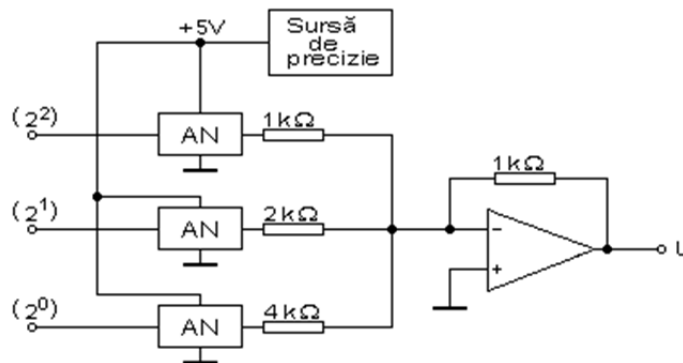 +5V
Sursă
de
precizie
(2²)
AN
1kΩ
1kΩ
(2¹)
AN
2kΩ
−
+
(2⁰)
AN
4kΩ